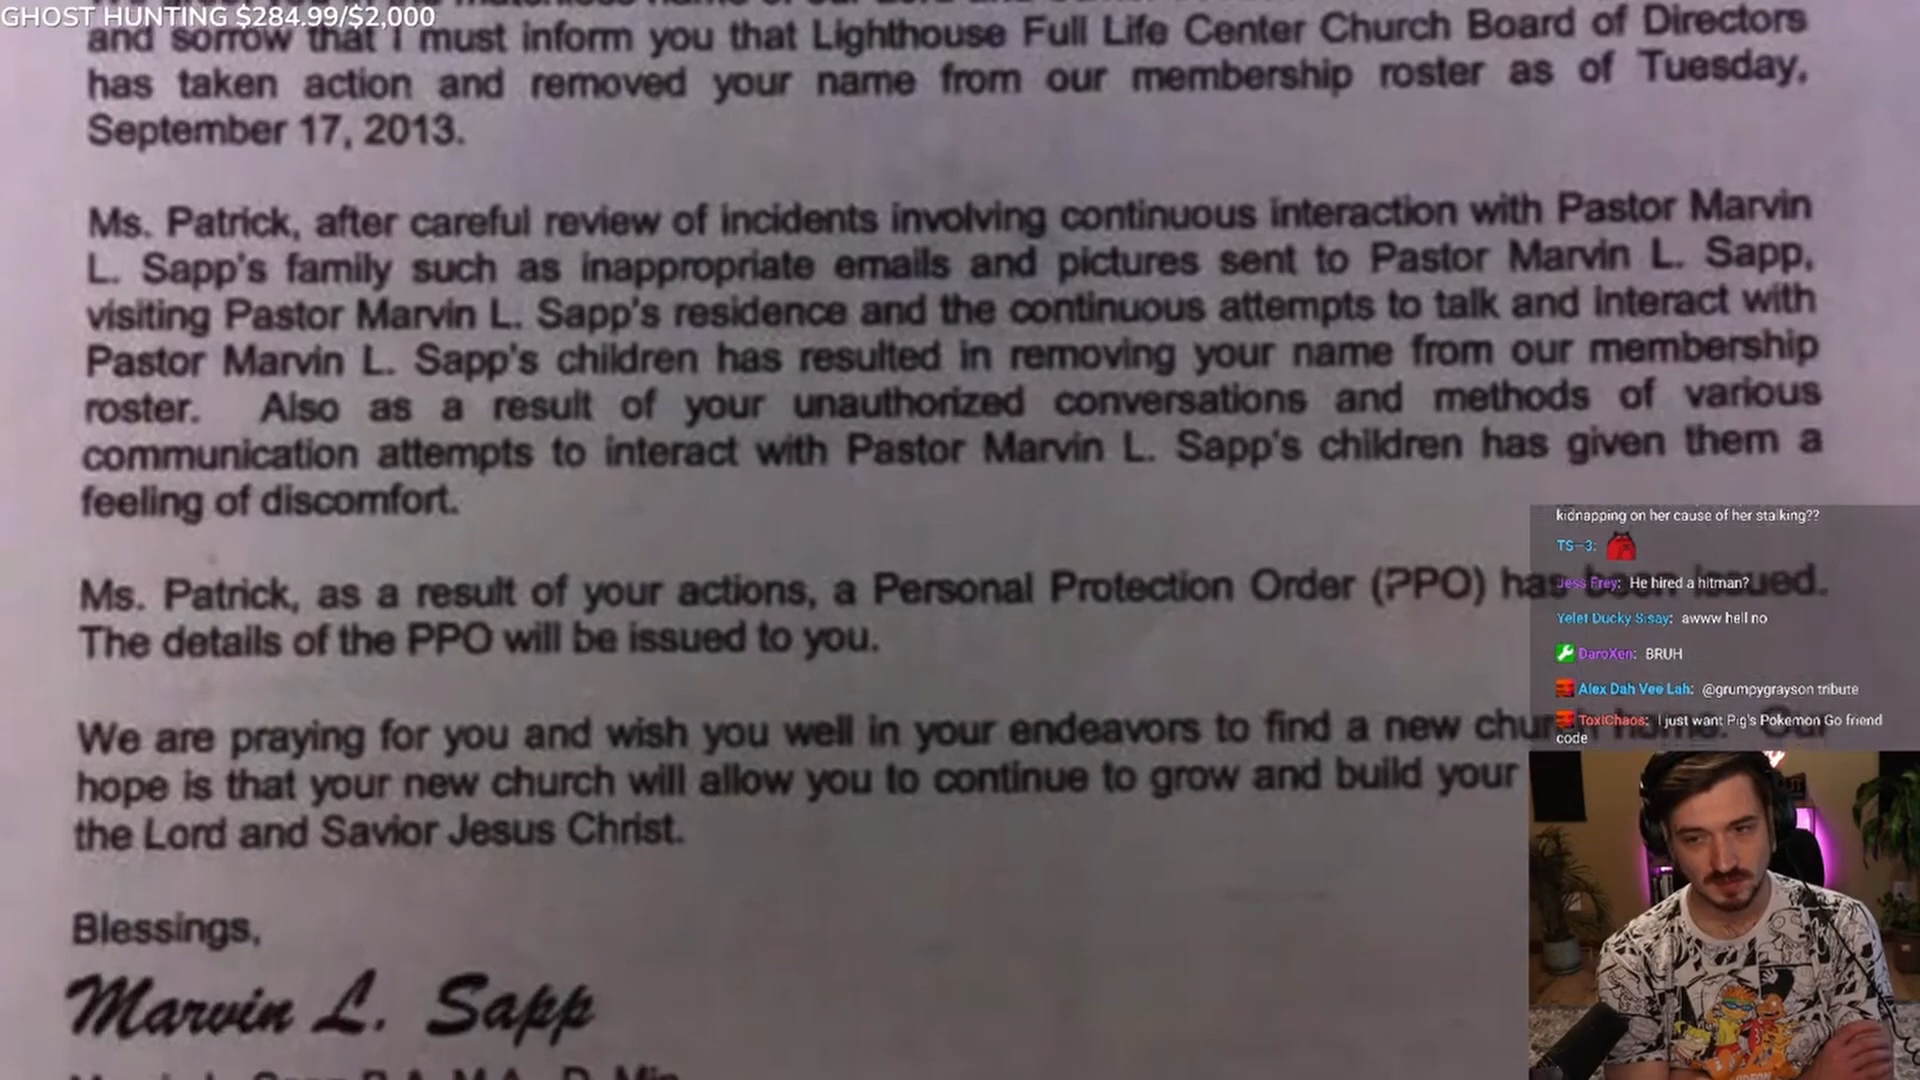 GHOST HUNTING $284.99/$2,000
and sorrow that I must inform you that Lighthouse Full Life Center Church Board of Directors
has taken action and removed your name from our membership roster as of Tuesday,
September 17, 2013.
Ms. Patrick, after careful review of incidents involving continuous interaction with Pastor Marvin
L. Sapp's family such as inappropriate emails and pictures sent to Pastor Marvin L. Sapp,
visiting Pastor Marvin L. Sapp's residence and the continuous attempts to talk and interact with
Pastor Marvin L. Sapp's children has resulted in removing your name from our membership
roster. Also as a result of your unauthorized conversations and methods of various
communication attempts to interact with Pastor Marvin L. Sapp's children has given them a
feeling of discomfort.
Ms. Patrick, as a result of your actions, a Personal Protection Order (PPO) has been issued.
The details of the PPO will be issued to you.
We are praying for you and wish you well in your endeavors to find a new church home. Our
hope is that your new church will allow you to continue to grow and build your
the Lord and Savior Jesus Christ.
Blessings,
Marvin L. Sapp
kidnapping on her cause of her stalking??
TS-3:
Jess Frey: He hired a hitman?
Yelet Ducky Sisay: awww hell no
DaroXen: BRUH
Alex Dah Vee Lah: @grumpygrayson tribute
ToxiChaos: I just want Pig's Pokemon Go friend
code